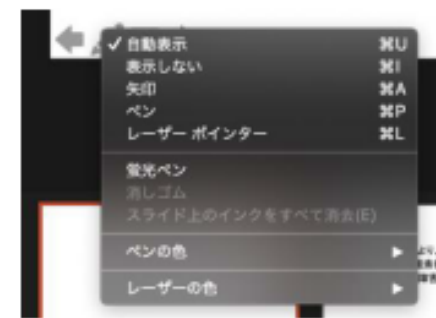 ✓ 自動表示 ⌘U
表示しない ⌘I
矢印 ⌘A
ペン ⌘P
レーザー ポインター ⌘L
蛍光ペン
消しゴム
スライド上のインクをすべて消去(E)
ペンの色 ▶
レーザーの色 ▶